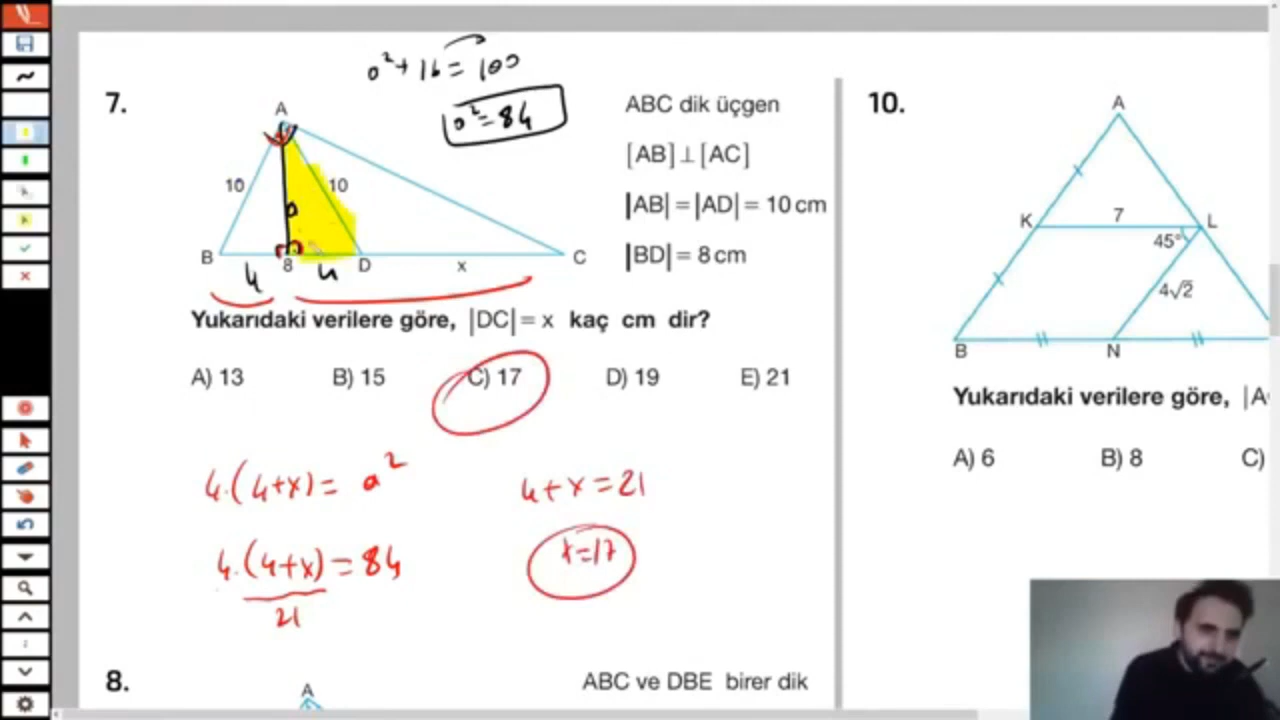 a² + 16 = 100
a² = 84
7.
A
10
10
a
B
8
D
x
C
4
4
ABC dik üçgen
[AB] ⊥ [AC]
|AB| = |AD| = 10 cm
|BD| = 8 cm
Yukarıdaki verilere göre, |DC| = x kaç cm dir?
A) 13 B) 15 C) 17 D) 19 E) 21
4.(4+x) = a²
4.(4+x) = 84
21
4+x = 21
x=17
8.
A
ABC ve DBE birer dik
10.
A
K
7
L
45°
4√2
B
N
Yukarıdaki verilere göre, |A
A) 6 B) 8 C)